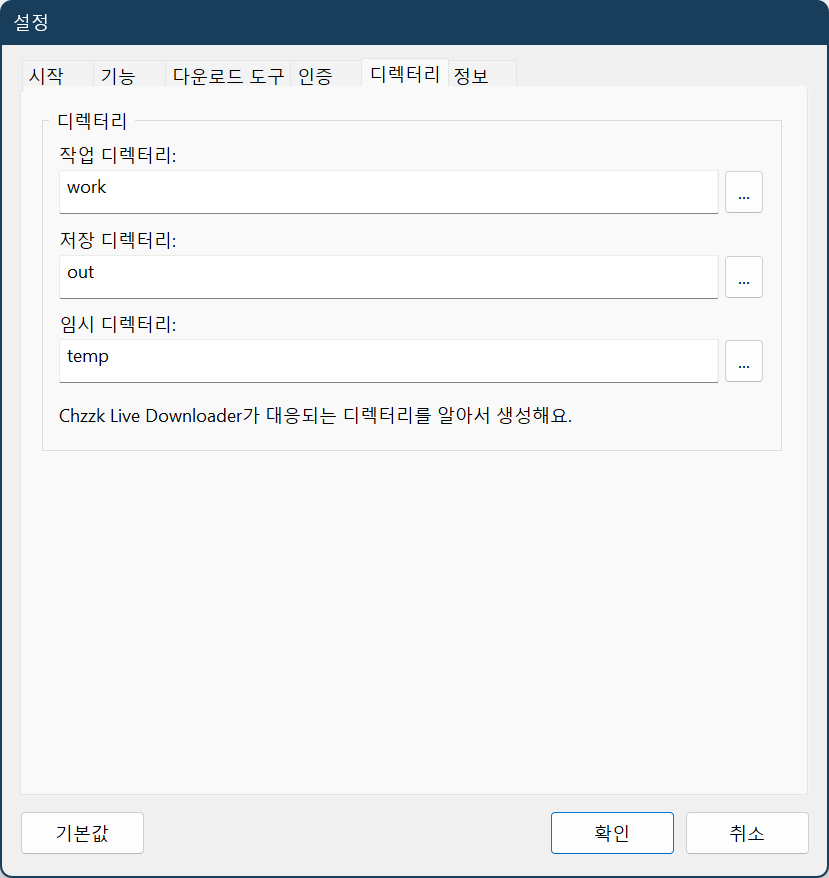 설정
시작 기능 다운로드 도구 인증 디렉터리 정보
디렉터리
작업 디렉터리:
work
...
저장 디렉터리:
out
...
임시 디렉터리:
temp
...
Chzzk Live Downloader가 대응되는 디렉터리를 알아서 생성해요.
기본값 확인 취소